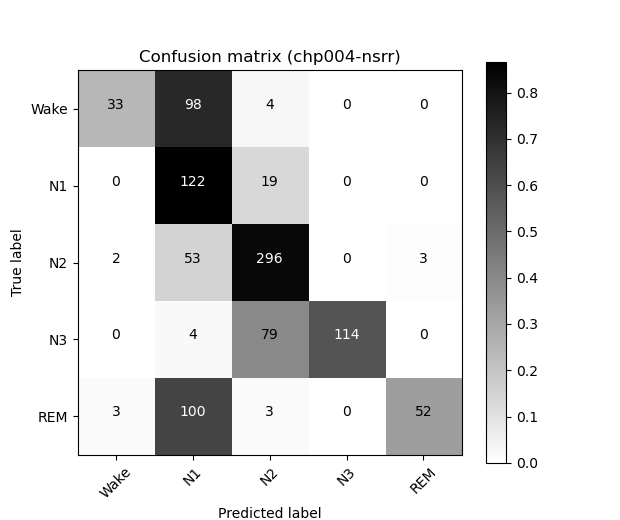 Confusion matrix (chp004-nsrr)
True label
Wake 33 98 4 0 0
N1 0 122 19 0 0
N2 2 53 296 0 3
N3 0 4 79 114 0
REM 3 100 3 0 52
Wake N1 N2 N3 REM
Predicted label
0.8
0.7
0.6
0.5
0.4
0.3
0.2
0.1
0.0